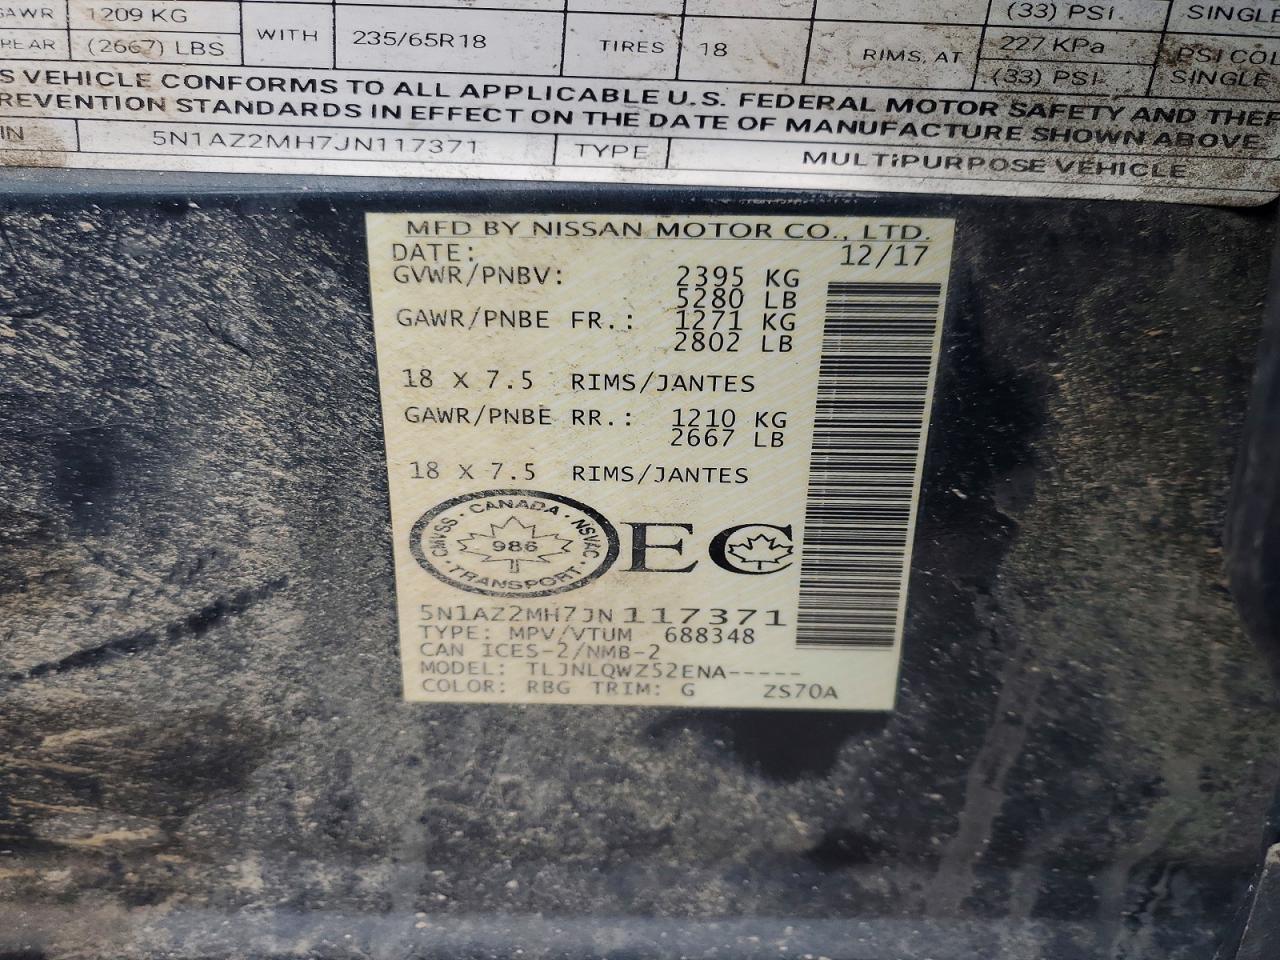 GAWR 1209 KG (33) PSI SINGLE
REAR (2667) LBS WITH 235/65R18 TIRES 18 RIMS, AT 227 KPa PSI COL
(33) PSI SINGLE
S VEHICLE CONFORMS TO ALL APPLICABLE U.S. FEDERAL MOTOR SAFETY AND THEF
REVENTION STANDARDS IN EFFECT ON THE DATE OF MANUFACTURE SHOWN ABOVE.
IN 5N1AZ2MH7JN117371 TYPE MULTIPURPOSE VEHICLE
MFD BY NISSAN MOTOR CO., LTD.
DATE: 12/17
GVWR/PNBV: 2395 KG
5280 LB
GAWR/PNBE FR.: 1271 KG
2802 LB
18 X 7.5 RIMS/JANTES
GAWR/PNBE RR.: 1210 KG
2667 LB
18 X 7.5 RIMS/JANTES
CMVSS · CANADA · NSVAC · TRANSPORT ·
986
EC
5N1AZ2MH7JN117371
TYPE: MPV/VTUM 688348
CAN ICES-2/NMB-2
MODEL: TLJNLQWZ52ENA-----
COLOR: RBG TRIM: G ZS70A